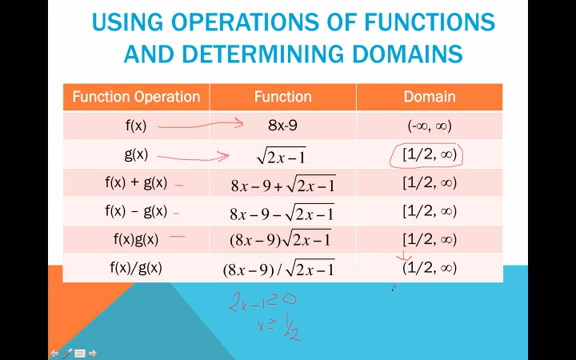 USING OPERATIONS OF FUNCTIONS
AND DETERMINING DOMAINS
Function Operation Function Domain
f(x) 8x-9 (-∞, ∞)
g(x) √2x−1 [1/2, ∞)
f(x) + g(x) 8x−9+√2x−1 [1/2, ∞)
f(x) – g(x) 8x−9−√2x−1 [1/2, ∞)
f(x)g(x) (8x−9)√2x−1 [1/2, ∞)
f(x)/g(x) (8x−9)/√2x−1 (1/2, ∞)
2x-1≥0
x≥1/2